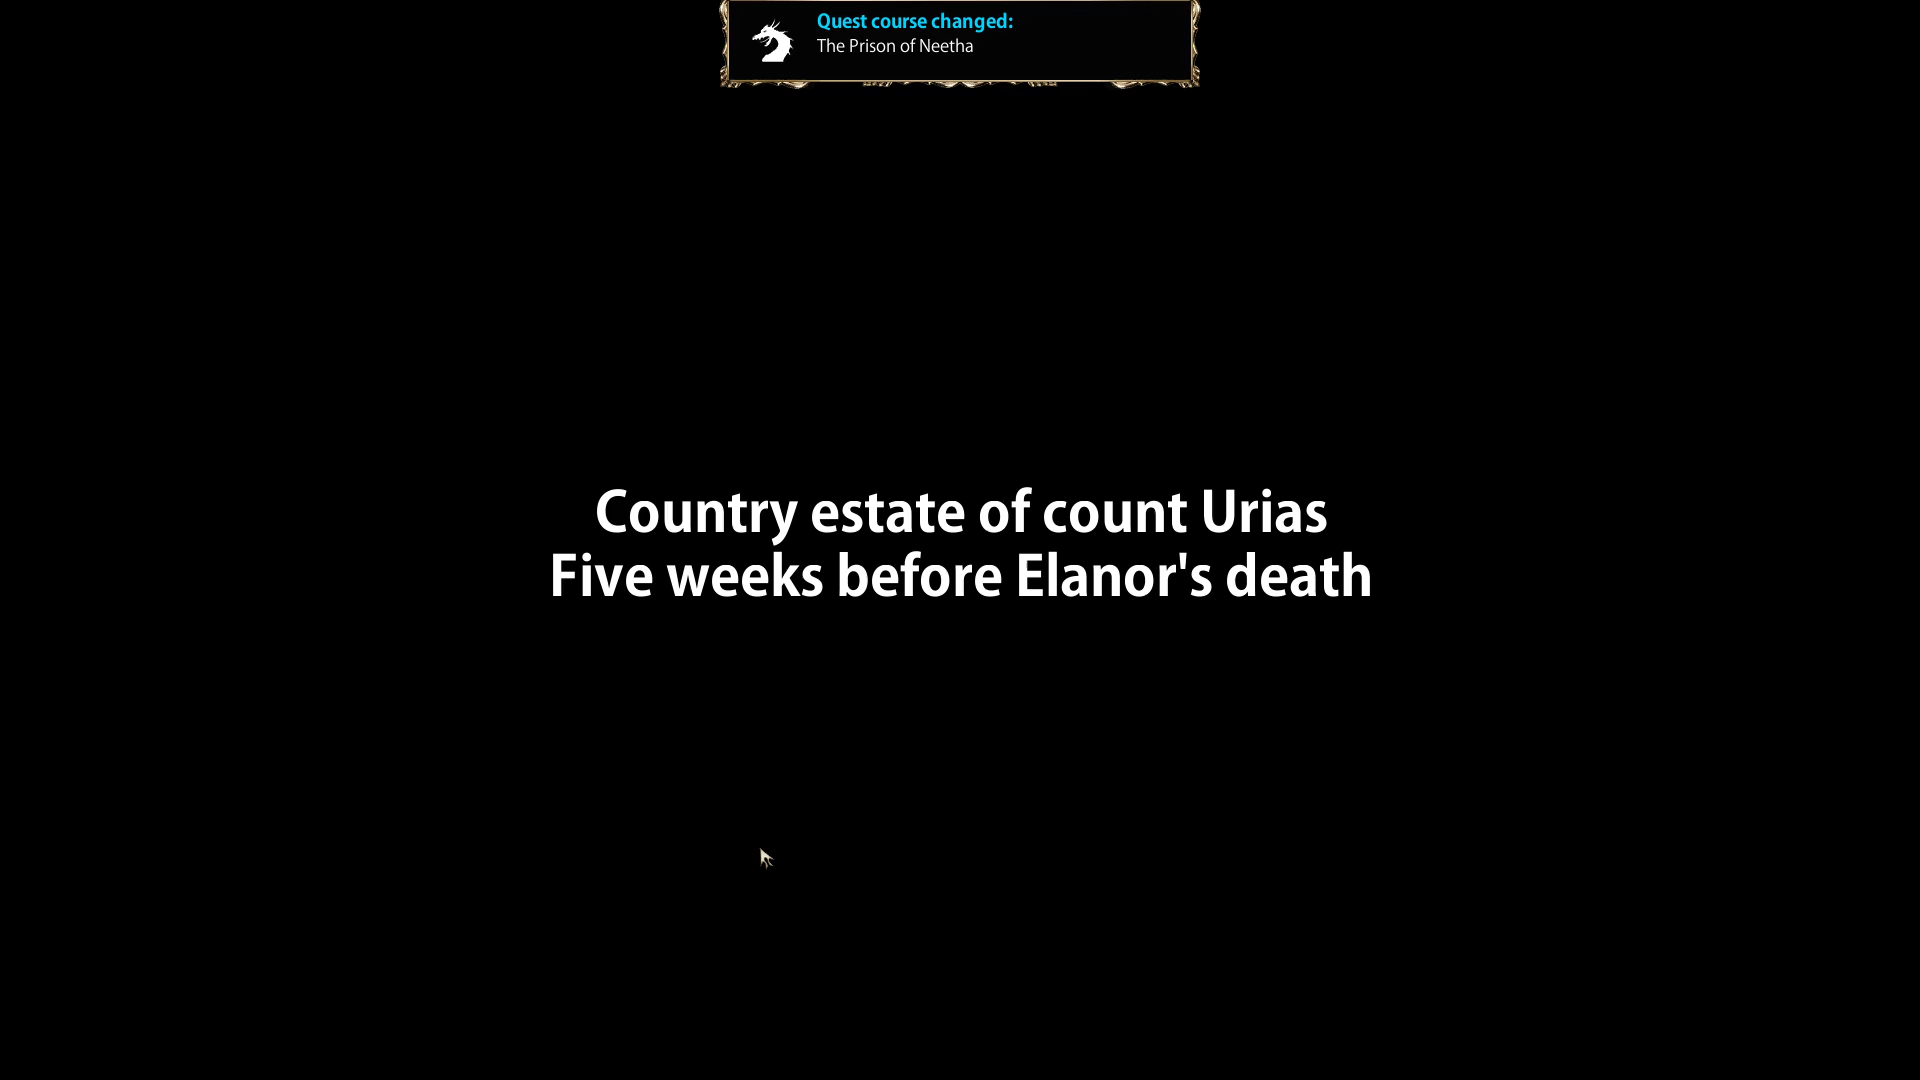 Quest course changed:
The Prison of Neetha
Country estate of count Urias
Five weeks before Elanor's death